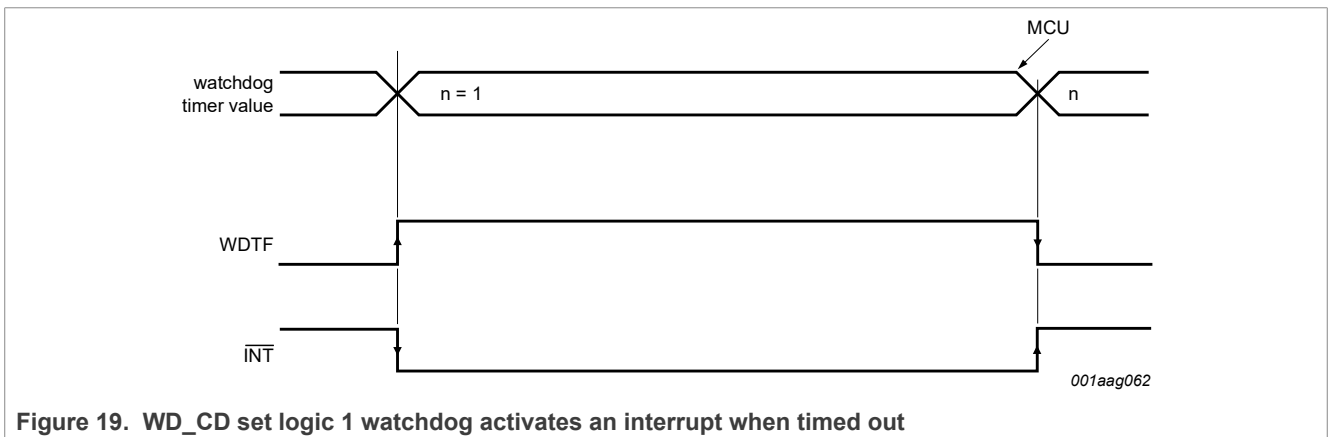 MCU
watchdog
timer value
n = 1
n
WDTF
INT
001aag062
Figure 19. WD_CD set logic 1 watchdog activates an interrupt when timed out